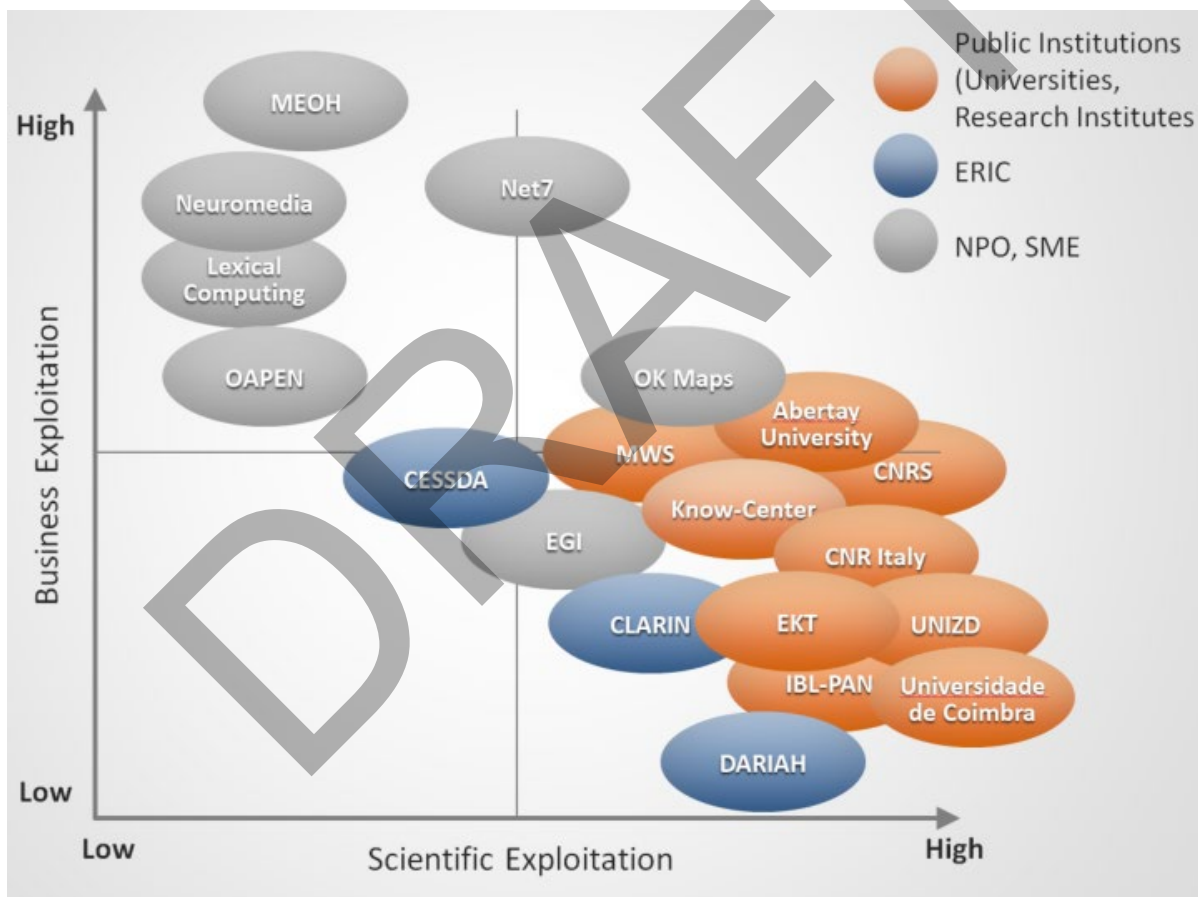 Public Institutions
(Universities,
Research Institutes
ERIC
NPO, SME
High
MEOH
Neuromedia
Net7
Lexical
Computing
OAPEN
OK Maps
Abertay
University
MWS
CNRS
CESSDA
Know-Center
EGI
CNR Italy
CLARIN
EKT
UNIZD
IBL-PAN
Universidade
de Coimbra
DARIAH
Business Exploitation
Low
Low
Scientific Exploitation
High
DRAFT